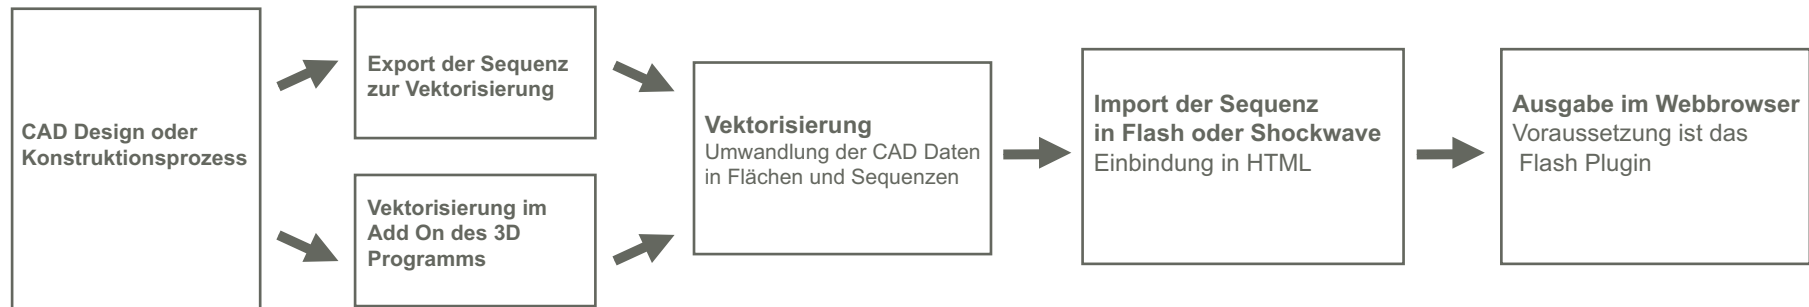 CAD Design oder
Konstruktionsprozess
Export der Sequenz
zur Vektorisierung
Vektorisierung im
Add On des 3D
Programms
Vektorisierung
Umwandlung der CAD Daten
in Flächen und Sequenzen
Import der Sequenz
in Flash oder Shockwave
Einbindung in HTML
Ausgabe im Webbrowser
Voraussetzung ist das
Flash Plugin